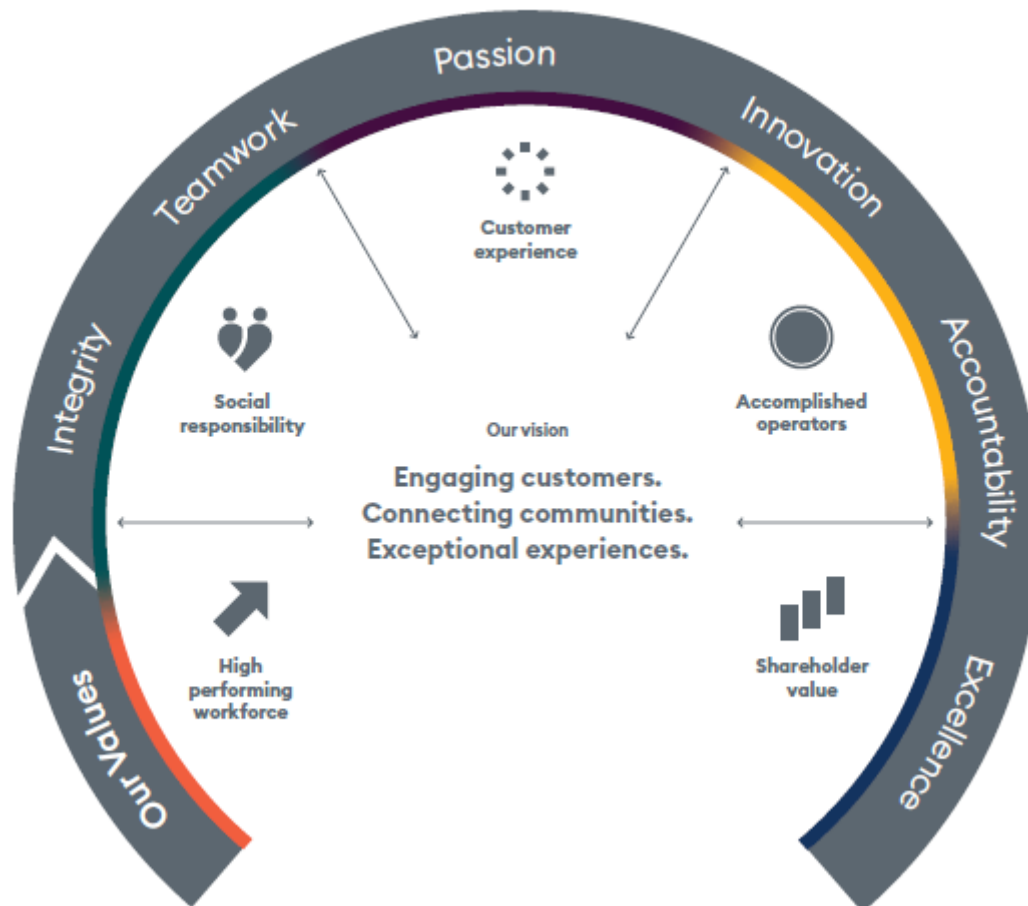 Our Values
Integrity
Teamwork
Passion
Innovation
Accountability
Excellence
Customer
experience
Social
responsibility
Accomplished
operators
Our vision
Engaging customers.
Connecting communities.
Exceptional experiences.
High
performing
workforce
Shareholder
value